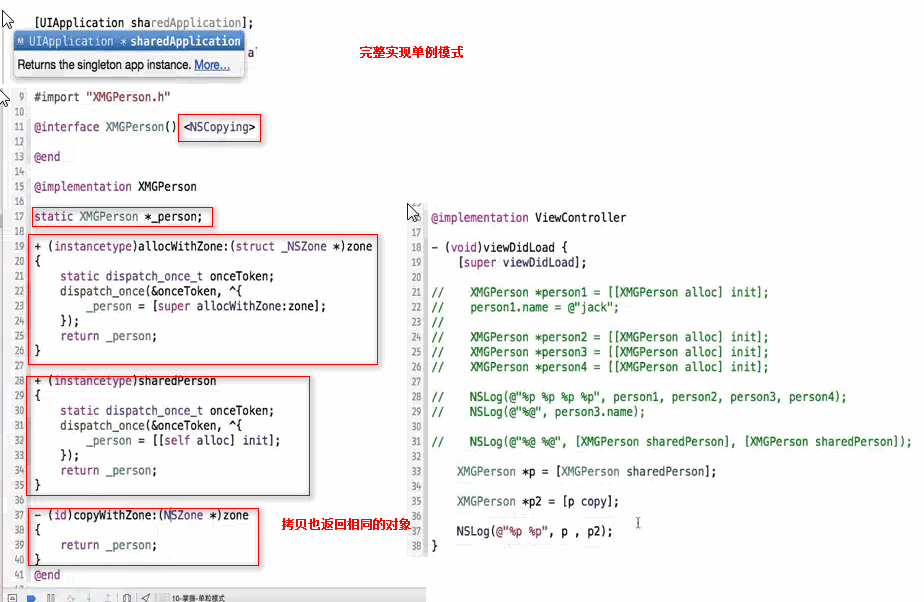 [UIApplication sharedApplication];
M UIApplication * sharedApplication
Returns the singleton app instance. More...
a`
完整实现单例模式
9 #import "XMGPerson.h"
10
11 @interface XMGPerson() <NSCopying>
12
13 @end
14
15 @implementation XMGPerson
16
17 static XMGPerson *_person;
18
19 + (instancetype)allocWithZone:(struct _NSZone *)zone
20 {
21 static dispatch_once_t onceToken;
22 dispatch_once(&onceToken, ^{
23 _person = [super allocWithZone:zone];
24 });
25 return _person;
26 }
27
28 + (instancetype)sharedPerson
29 {
30 static dispatch_once_t onceToken;
31 dispatch_once(&onceToken, ^{
32 _person = [[self alloc] init];
33 });
34 return _person;
35 }
36
37 - (id)copyWithZone:(NSZone *)zone
38 {
39 return _person;
40 }
41 @end
拷贝也返回相同的对象
16 @implementation ViewController
17
18 - (void)viewDidLoad {
19 [super viewDidLoad];
20
21 // XMGPerson *person1 = [[XMGPerson alloc] init];
22 // person1.name = @"jack";
23 //
24 // XMGPerson *person2 = [[XMGPerson alloc] init];
25 // XMGPerson *person3 = [[XMGPerson alloc] init];
26 // XMGPerson *person4 = [[XMGPerson alloc] init];
27
28 // NSLog(@"%p %p %p %p", person1, person2, person3, person4);
29 // NSLog(@"%@", person3.name);
30
31 // NSLog(@"%@ %@", [XMGPerson sharedPerson], [XMGPerson sharedPerson]);
32
33 XMGPerson *p = [XMGPerson sharedPerson];
34
35 XMGPerson *p2 = [p copy];
36
37 NSLog(@"%p %p", p , p2);
38 }
10-掌握-单粒模式